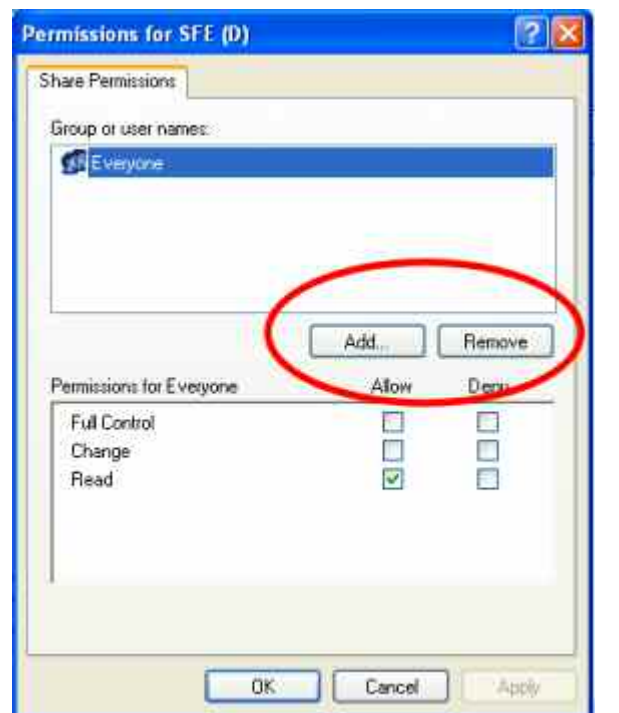 Permissions for SFE (D)
Share Permissions
Group or user names:
Everyone
Add... Remove
Permissions for Everyone Allow Deny
Full Control
Change
Read
OK Cancel Apply